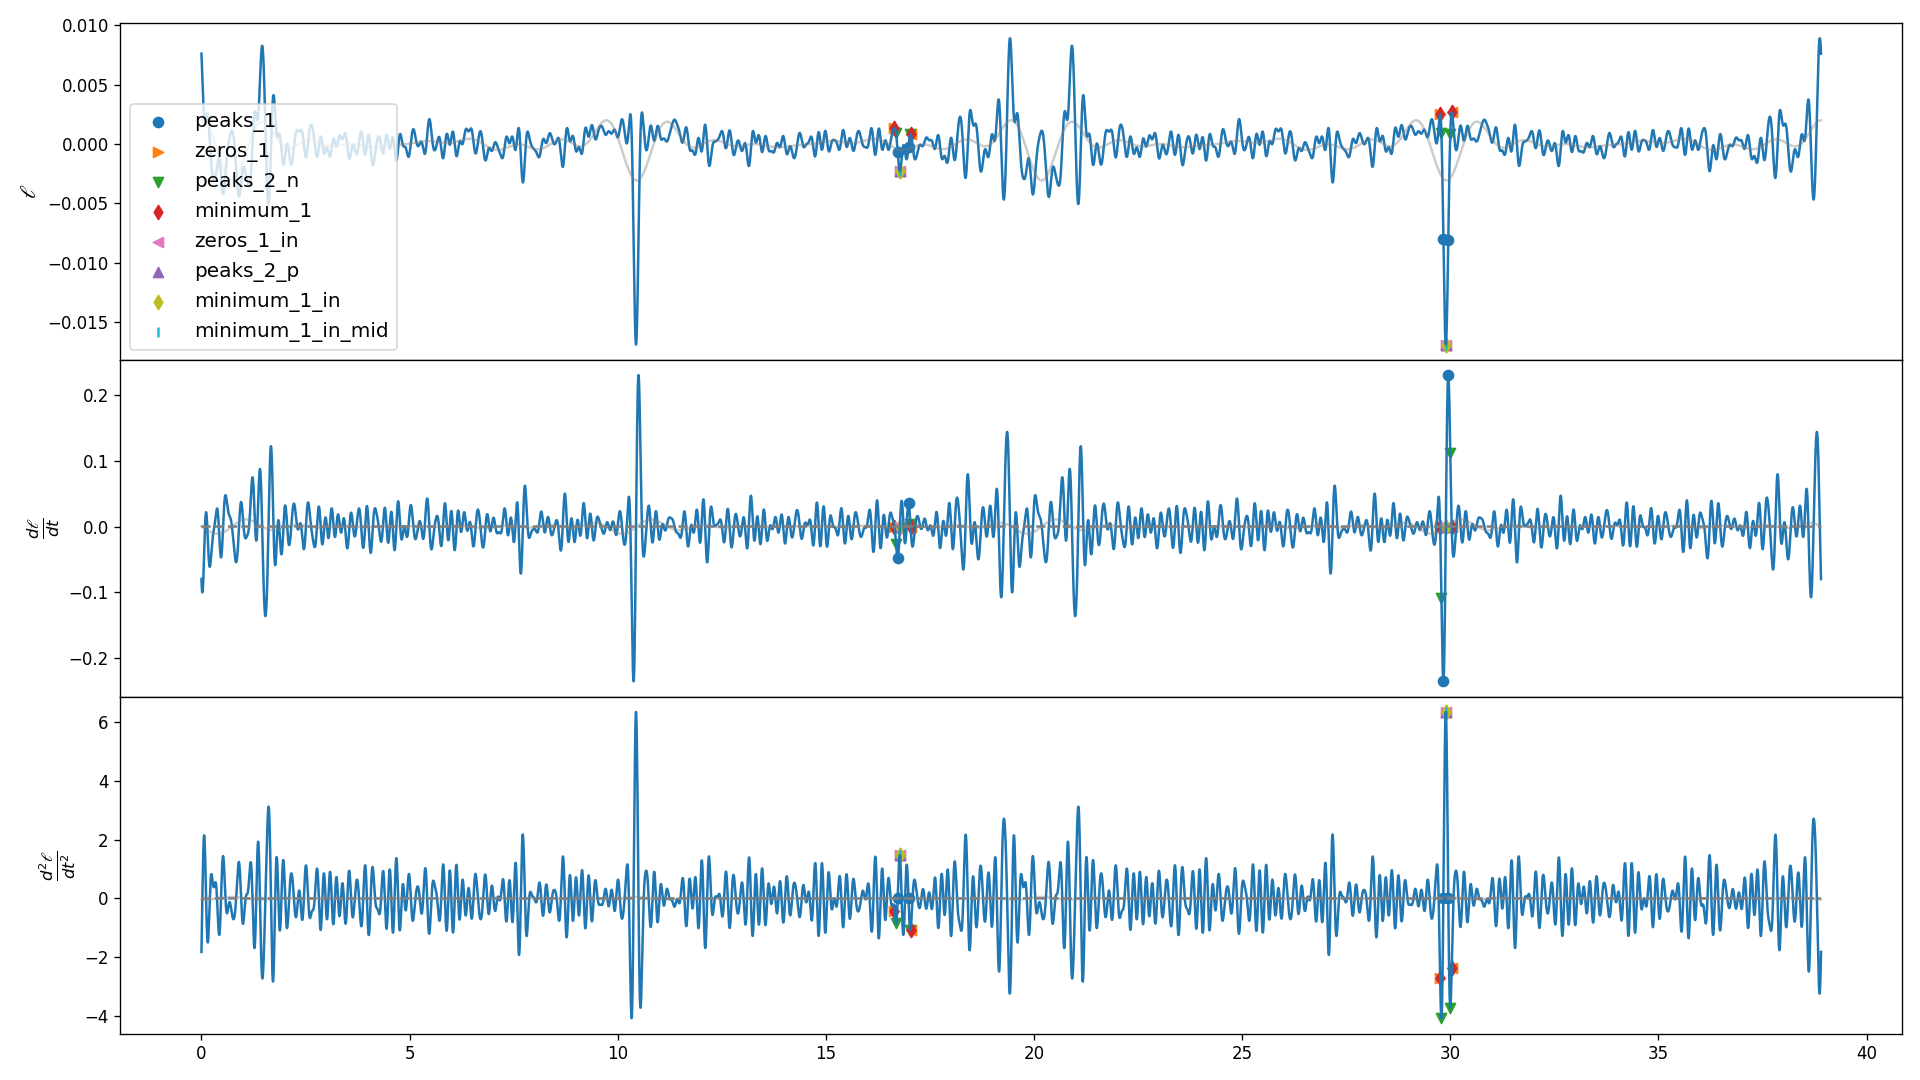 0.010
0.005
0.000
−0.005
−0.010
−0.015
ℓ
peaks_1
zeros_1
peaks_2_n
minimum_1
zeros_1_in
peaks_2_p
minimum_1_in
minimum_1_in_mid
0.2
0.1
0.0
−0.1
−0.2
dℓ/dt
6
4
2
0
−2
−4
d²ℓ/dt²
0 5 10 15 20 25 30 35 40